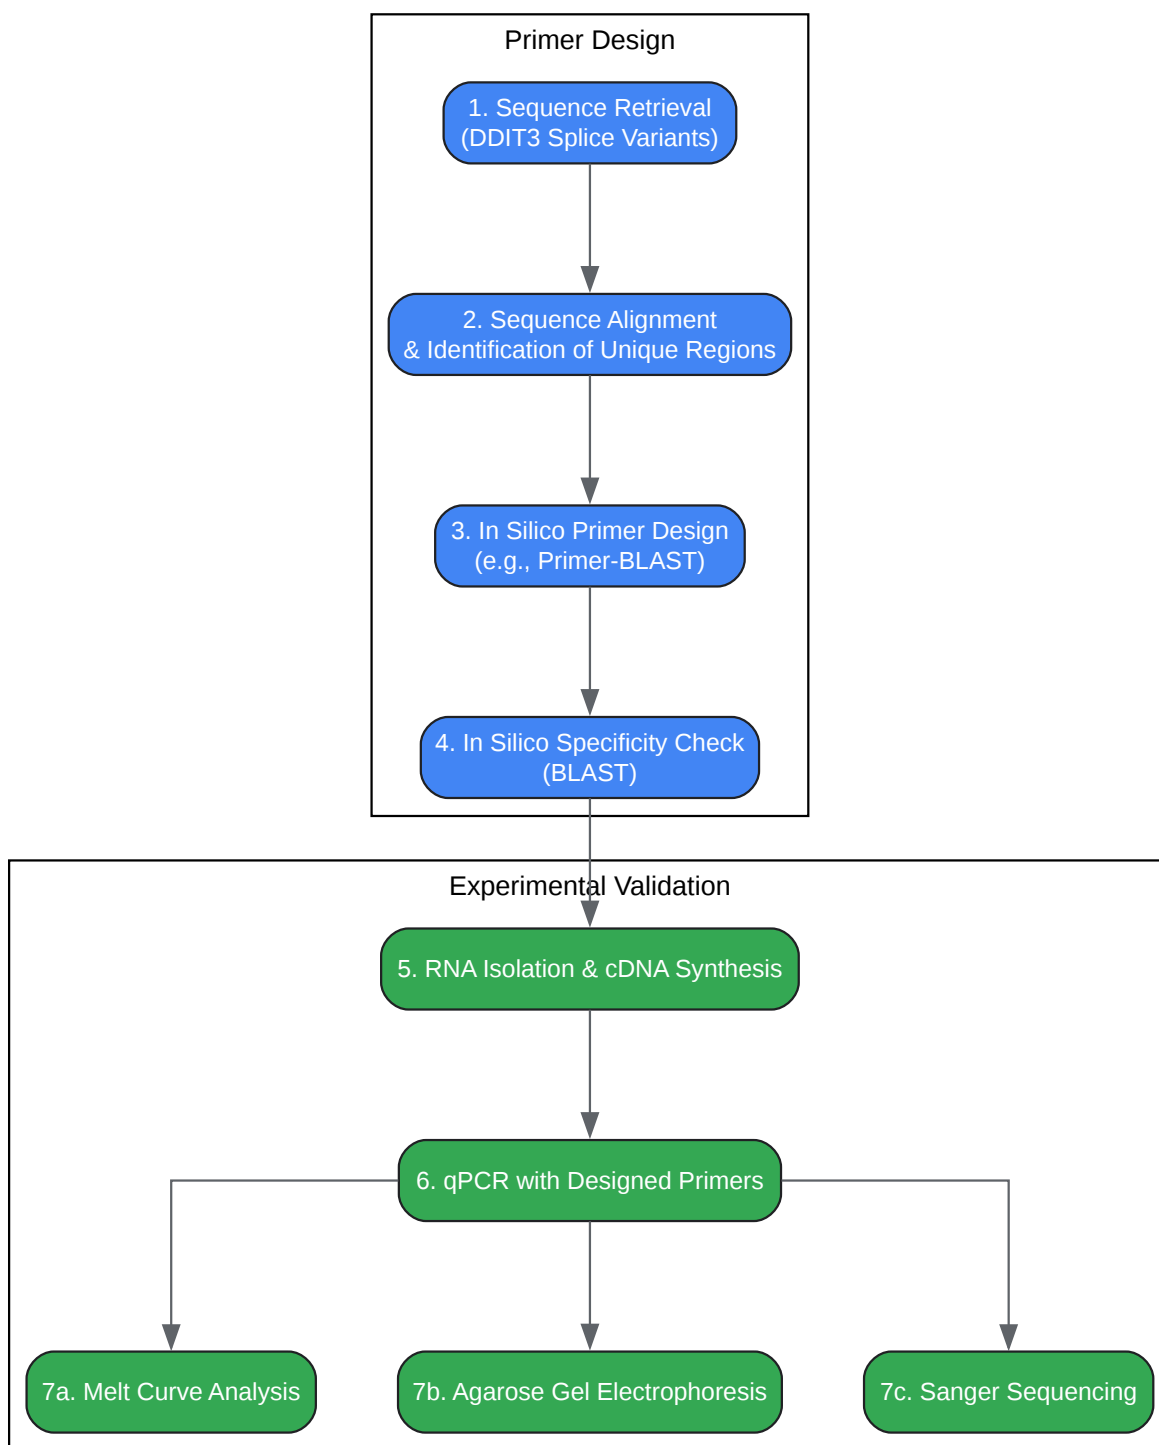 Primer Design
1. Sequence Retrieval
(DDIT3 Splice Variants)
2. Sequence Alignment
& Identification of Unique Regions
3. In Silico Primer Design
(e.g., Primer-BLAST)
4. In Silico Specificity Check
(BLAST)
Experimental Validation
5. RNA Isolation & cDNA Synthesis
6. qPCR with Designed Primers
7a. Melt Curve Analysis
7b. Agarose Gel Electrophoresis
7c. Sanger Sequencing